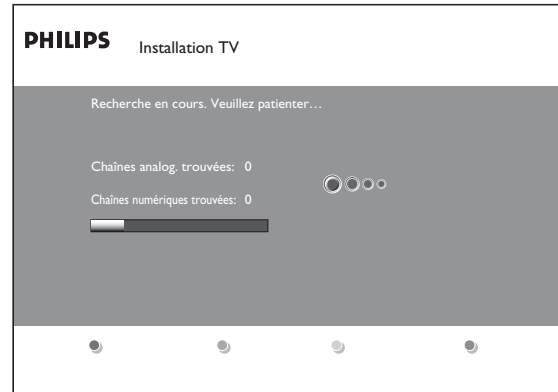 PHILIPS
Installation TV
Recherche en cours. Veuillez patienter…
Chaînes analog. trouvées: 0
Chaînes numériques trouvées: 0